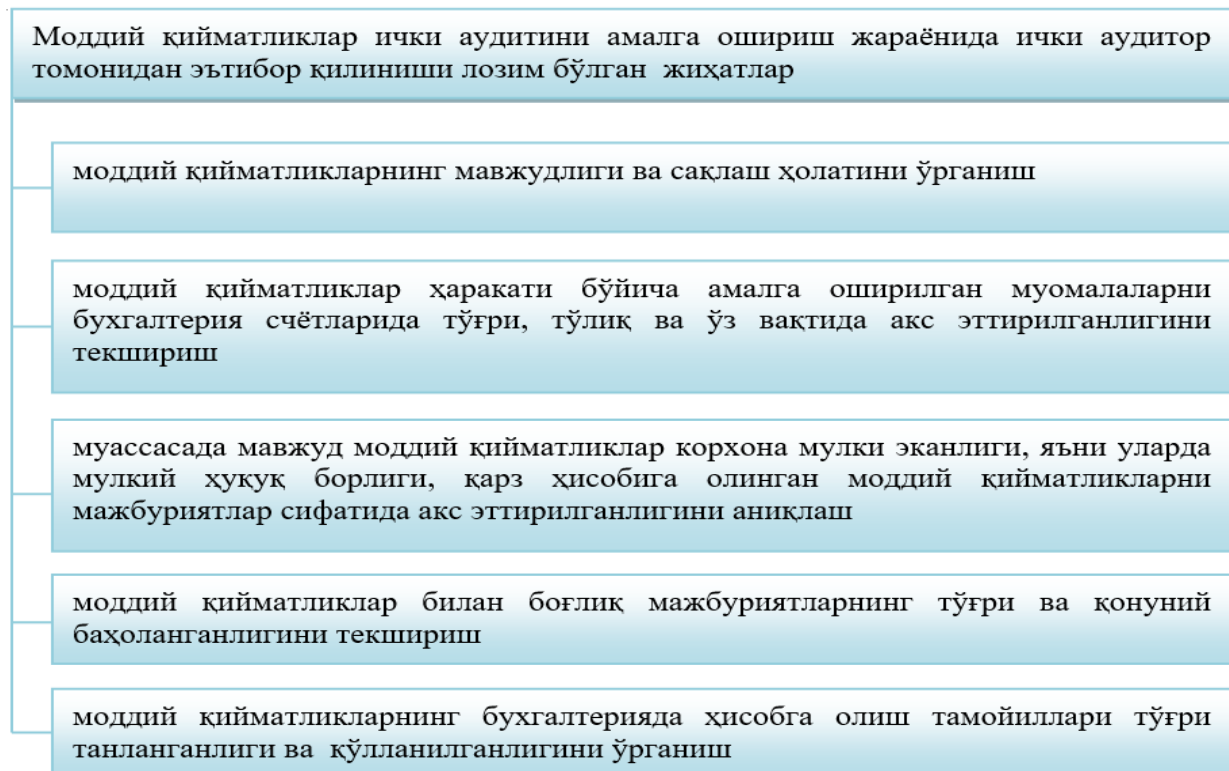 Моддий қийматликлар ички аудитини амалга ошириш жараёнида ички аудитор
томонидан эътибор қилиниши лозим бўлган жиҳатлар
моддий қийматликларнинг мавжудлиги ва сақлаш ҳолатини ўрганиш
моддий қийматликлар ҳаракати бўйича амалга оширилган муомалаларни
бухгалтерия счётларида тўғри, тўлиқ ва ўз вақтида акс эттирилганлигини
текшириш
муассасада мавжуд моддий қийматликлар корхона мулки эканлиги, яъни уларда
мулкий ҳуқуқ борлиги, қарз ҳисобига олинган моддий қийматликларни
мажбуриятлар сифатида акс эттирилганлигини аниқлаш
моддий қийматликлар билан боғлиқ мажбуриятларнинг тўғри ва қонуний
баҳоланганлигини текшириш
моддий қийматликларнинг бухгалтерияда ҳисобга олиш тамойиллари тўғри
танланганлиги ва қўлланилганлигини ўрганиш